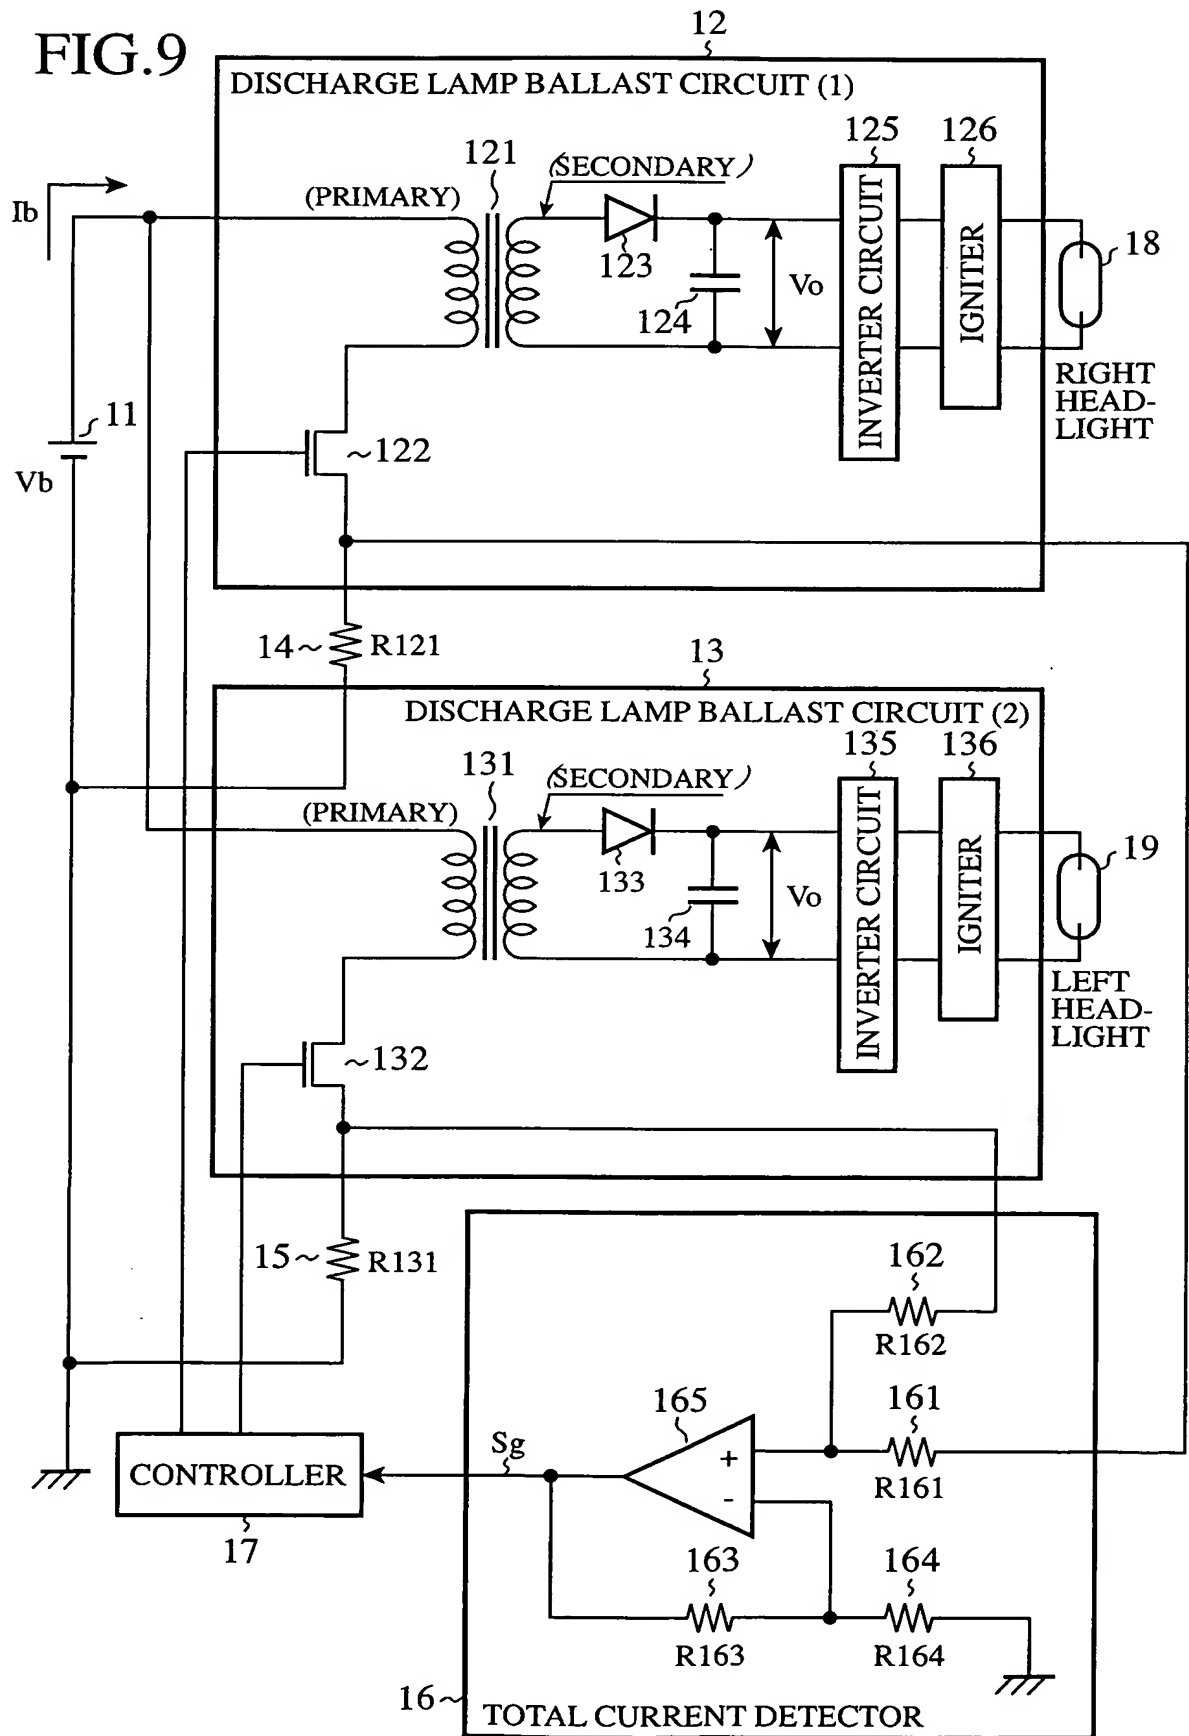 FIG.9
12
DISCHARGE LAMP BALLAST CIRCUIT (1)
125
126
121
(SECONDARY)
(PRIMARY)
Ib
123
124
Vo
INVERTER CIRCUIT
IGNITER
18
RIGHT
HEAD-
LIGHT
11
Vb
122
14
R121
13
DISCHARGE LAMP BALLAST CIRCUIT (2)
135
136
131
(SECONDARY)
(PRIMARY)
133
134
Vo
INVERTER CIRCUIT
IGNITER
19
LEFT
HEAD-
LIGHT
132
15
R131
162
R162
165
161
Sg
+
-
R161
CONTROLLER
17
163
164
R163
R164
16
TOTAL CURRENT DETECTOR